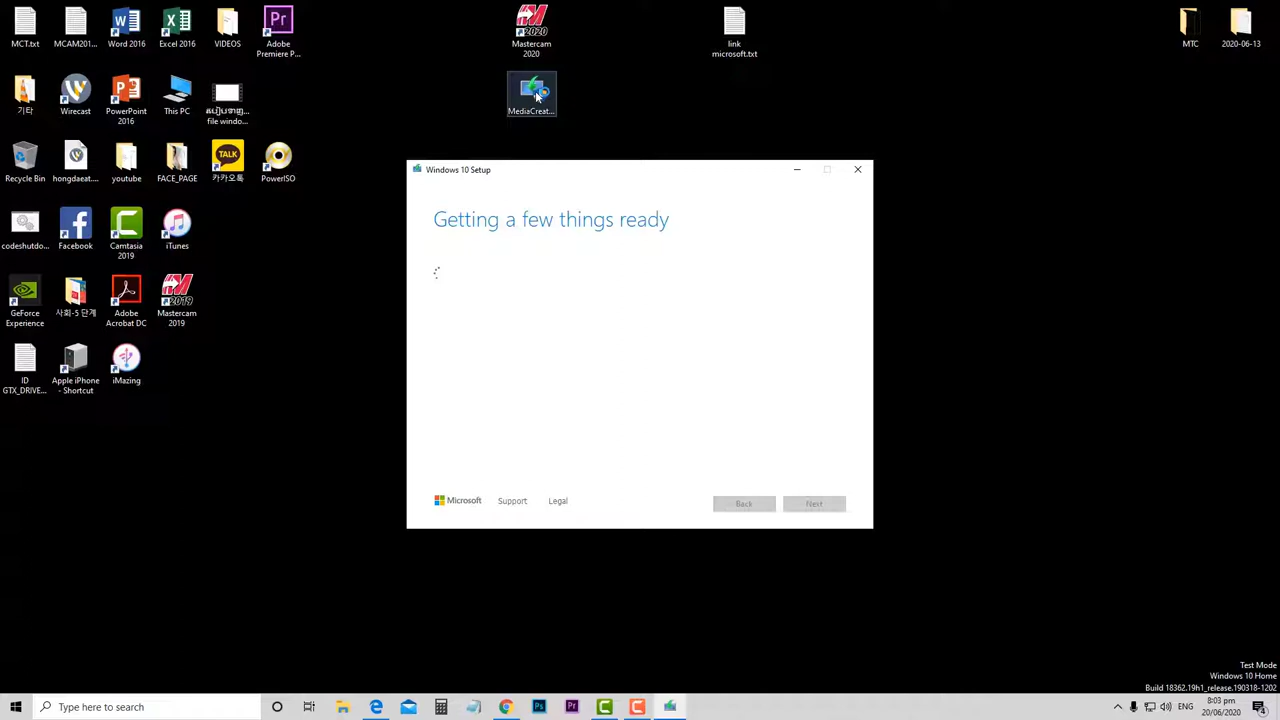 MCT.txt
MCAM201...
Word 2016
Excel 2016
VIDEOS
Adobe
Premiere P...
Mastercam
2020
link
microsoft.txt
MTC
2020-06-13
기타
Wirecast
PowerPoint
2016
This PC
file windo...
MediaCreat...
Recycle Bin
hongdaeat....
youtube
FACE_PAGE
TALK
카카오톡
PowerISO
codeshutdo...
Facebook
Camtasia
2019
iTunes
GeForce
Experience
사회-5 단계
Adobe
Acrobat DC
Mastercam
2019
ID
GTX_DRIVE...
Apple iPhone
- Shortcut
iMazing
Windows 10 Setup
Getting a few things ready
Microsoft
Support
Legal
Back
Next
Test Mode
Windows 10 Home
Build 18362.19h1_release.190318-1202
Type here to search
ENG
8:03 pm
20/06/2020